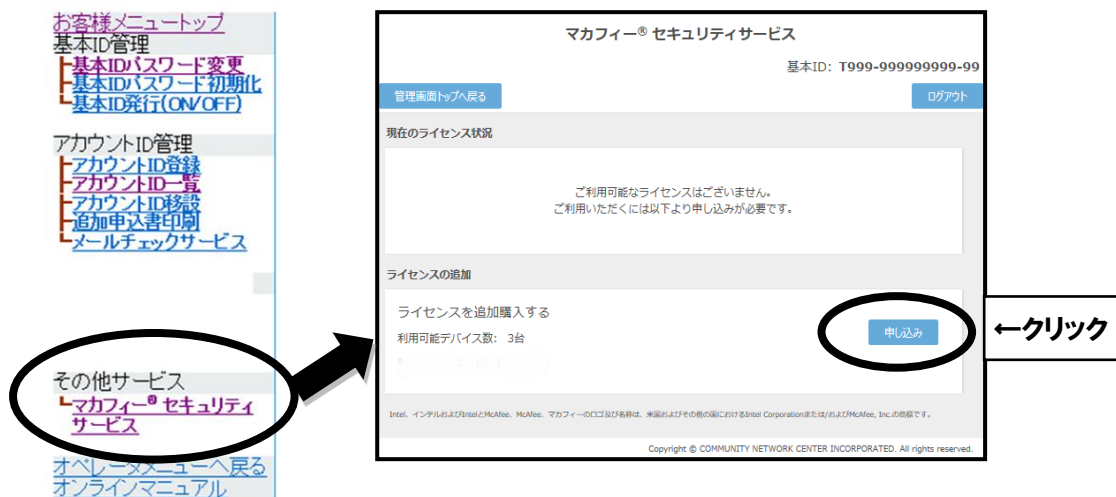 お客様メニュートップ
基本ID管理
基本IDパスワード変更
基本IDパスワード初期化
基本ID発行(ON/OFF)
アカウントID管理
アカウントID登録
アカウントID一覧
アカウントID移設
追加申込書印刷
メールチェックサービス
その他サービス
マカフィー® セキュリティ
サービス
オペレータメニューへ戻る
オンラインマニュアル
マカフィー® セキュリティサービス
基本ID: T999-999999999-99
管理画面トップへ戻る
ログアウト
現在のライセンス状況
ご利用可能なライセンスはございません。
ご利用いただくには以下より申し込みが必要です。
ライセンスの追加
ライセンスを追加購入する
利用可能デバイス数: 3台
申し込み
←クリック
Intel、インテルおよびIntelとMcAfee、McAfee、マカフィーのロゴ及び名称は、米国およびその他の国におけるIntel Corporationまたは/およびMcAfee, Inc.の商標です。
Copyright © COMMUNITY NETWORK CENTER INCORPORATED. All rights reserved.